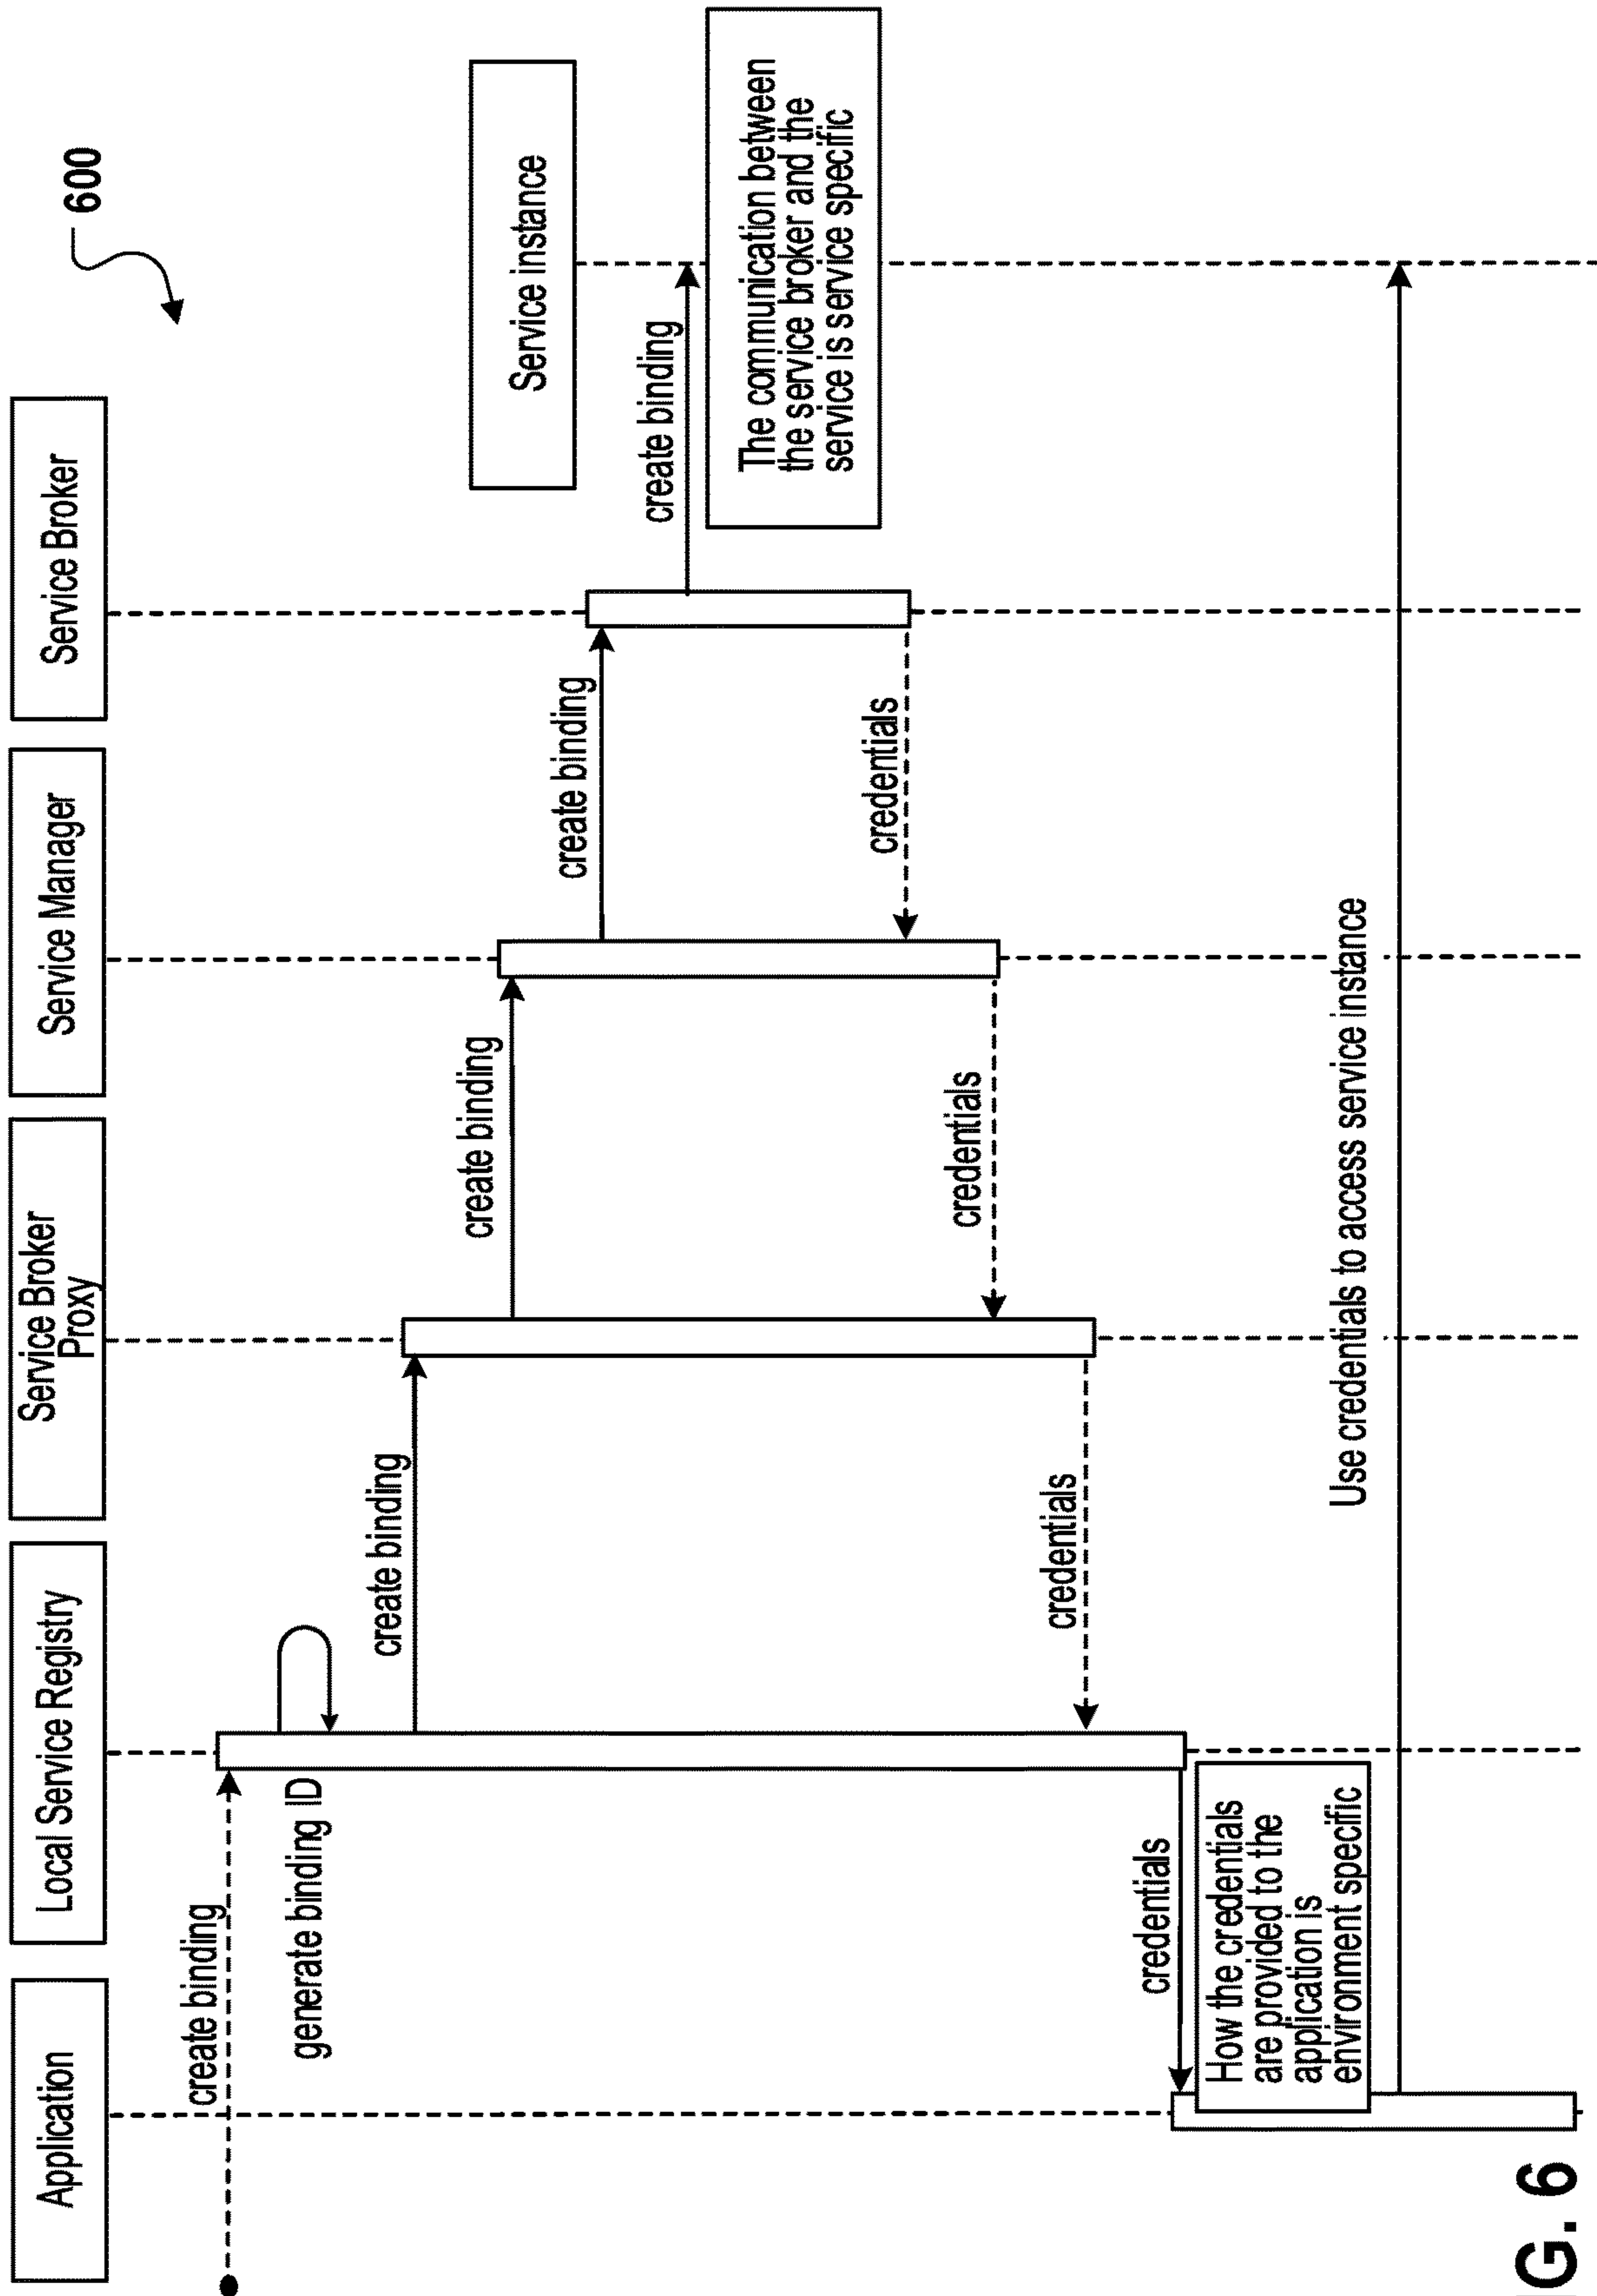 600
Application
Local Service Registry
Service Broker
Proxy
Service Manager
Service Broker
create binding
generate binding ID
create binding
create binding
Service instance
create binding
create binding
The communication between
the service broker and the
service is service specific
credentials
credentials
credentials
credentials
How the credentials
are provided to the
application is
environment specific
Use credentials to access service instance
G. 6